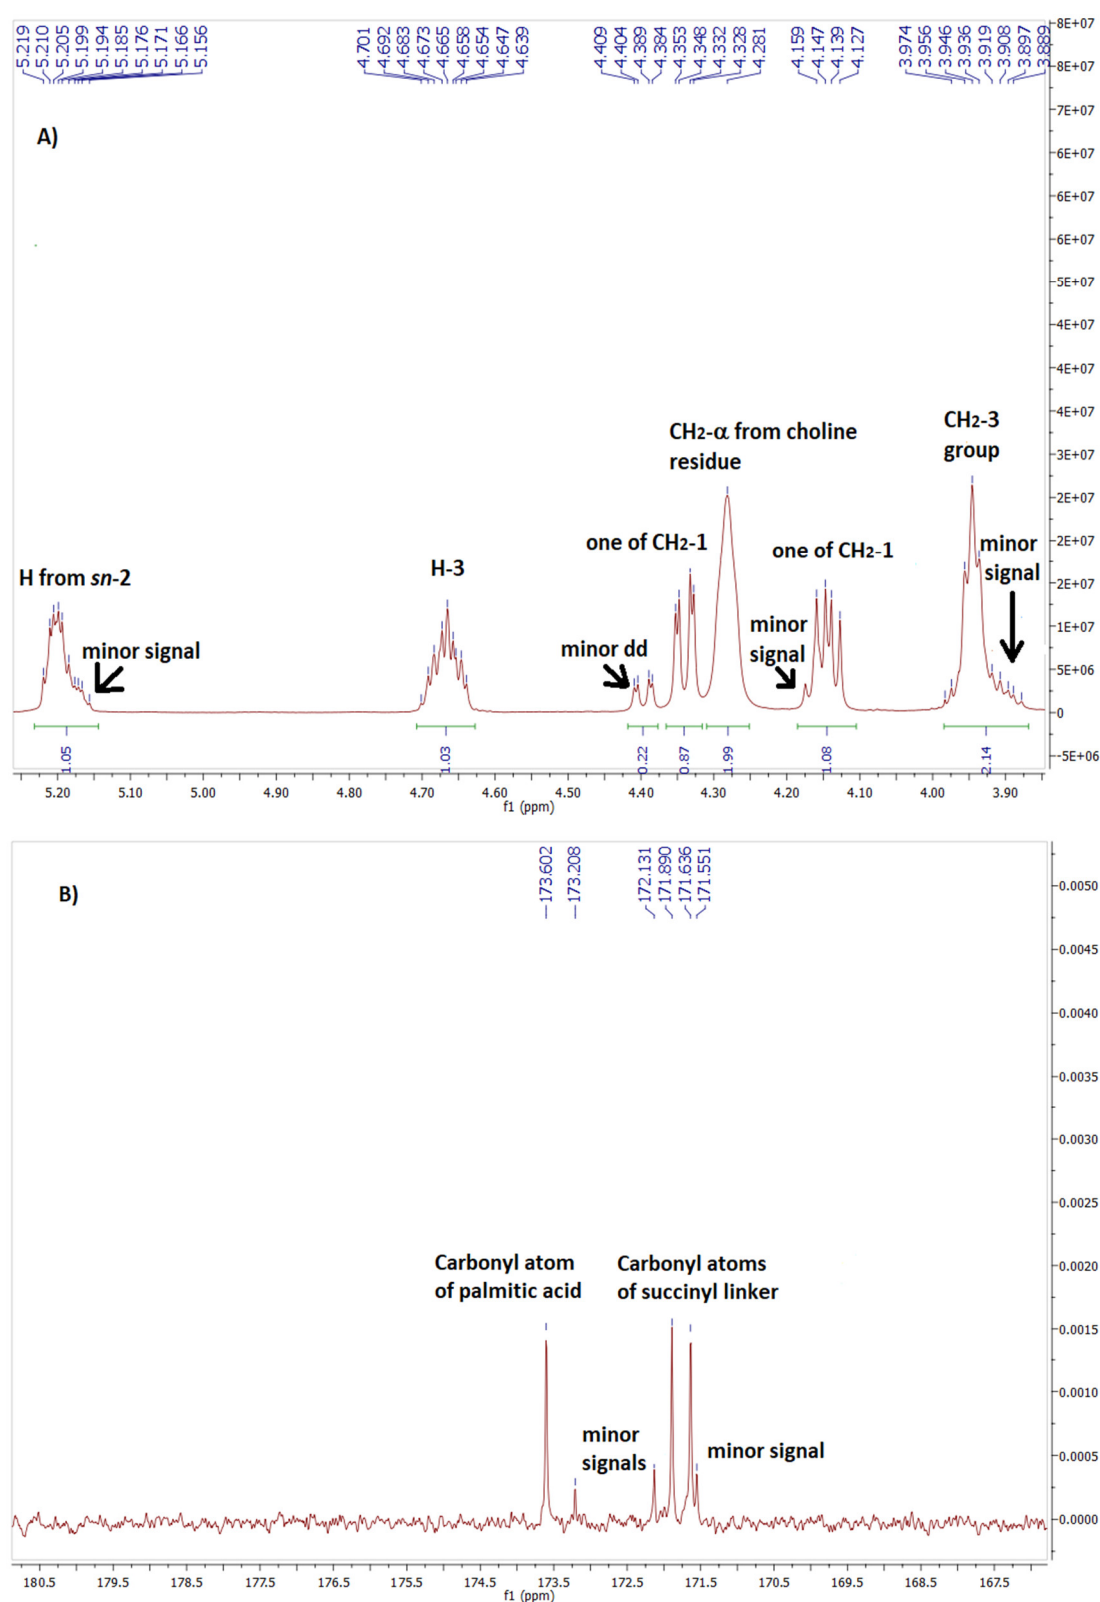 5.219 5.210 5.205 5.199 5.194 5.185 5.176 5.171 5.166 5.156 4.701 4.692 4.683 4.673 4.665 4.658 4.654 4.647 4.639 4.409 4.404 4.389 4.384 4.353 4.348 4.332 4.328 4.281 4.159 4.147 4.139 4.127 3.974 3.956 3.946 3.936 3.919 3.908 3.897 3.889
8E+07
8E+07
7E+07
A)
6E+07
6E+07
6E+07
5E+07
4E+07
4E+07
3E+07
CH2-3
group
CH2-α from choline
residue
2E+07
one of CH2-1
one of CH2-1
minor
signal
2E+07
H from sn-2
H-3
1E+07
minor signal
minor dd
minor
signal
5E+06
0
1.05 1.03 0.22 0.87 1.99 1.08 2.14
-5E+06
5.20 5.10 5.00 4.90 4.80 4.70 4.60 4.50 4.40 4.30 4.20 4.10 4.00 3.90
f1 (ppm)
173.602 173.208 172.131 171.890 171.636 171.551
B)
0.0050
0.0045
0.0040
0.0035
0.0030
0.0025
0.0020
Carbonyl atom
of palmitic acid
Carbonyl atoms
of succinyl linker
0.0015
0.0010
minor
signals
minor signal
0.0005
0.0000
180.5 179.5 178.5 177.5 176.5 175.5 174.5 173.5 172.5 171.5 170.5 169.5 168.5 167.5
f1 (ppm)